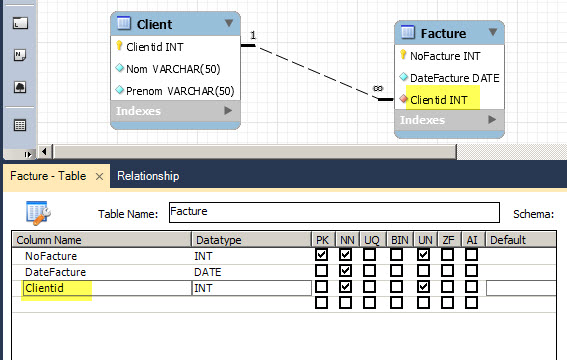 Client
Clientid INT
Nom VARCHAR(50)
Prenom VARCHAR(50)
Indexes
1
∞
Facture
NoFacture INT
DateFacture DATE
Clientid INT
Indexes
Facture - Table × Relationship
Table Name: Facture Schema:
Column Name Datatype PK NN UQ BIN UN ZF AI Default
NoFacture INT
DateFacture DATE
Clientid INT